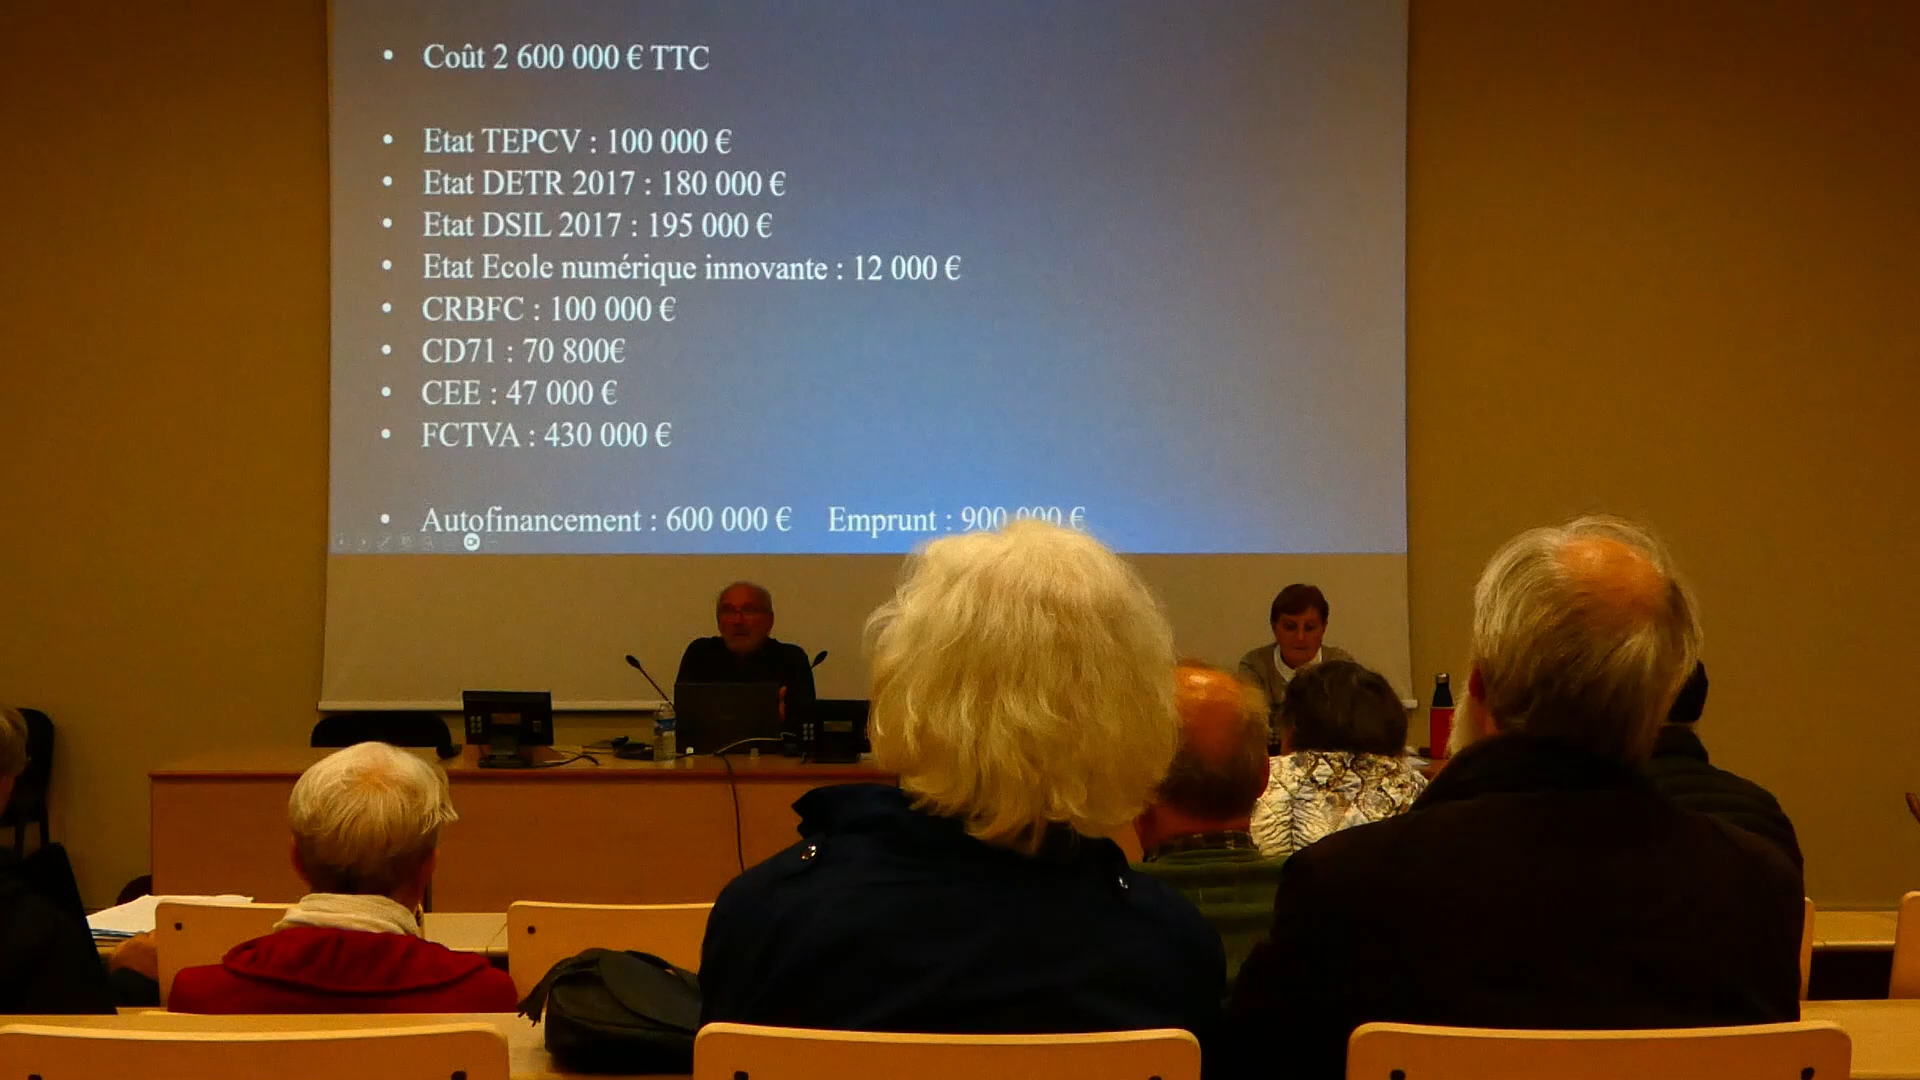 • Coût 2 600 000 € TTC
• Etat TEPCV : 100 000 €
• Etat DETR 2017 : 180 000 €
• Etat DSIL 2017 : 195 000 €
• Etat Ecole numérique innovante : 12 000 €
• CRBFC : 100 000 €
• CD71 : 70 800€
• CEE : 47 000 €
• FCTVA : 430 000 €
• Autofinancement : 600 000 € Emprunt : 900 000 €